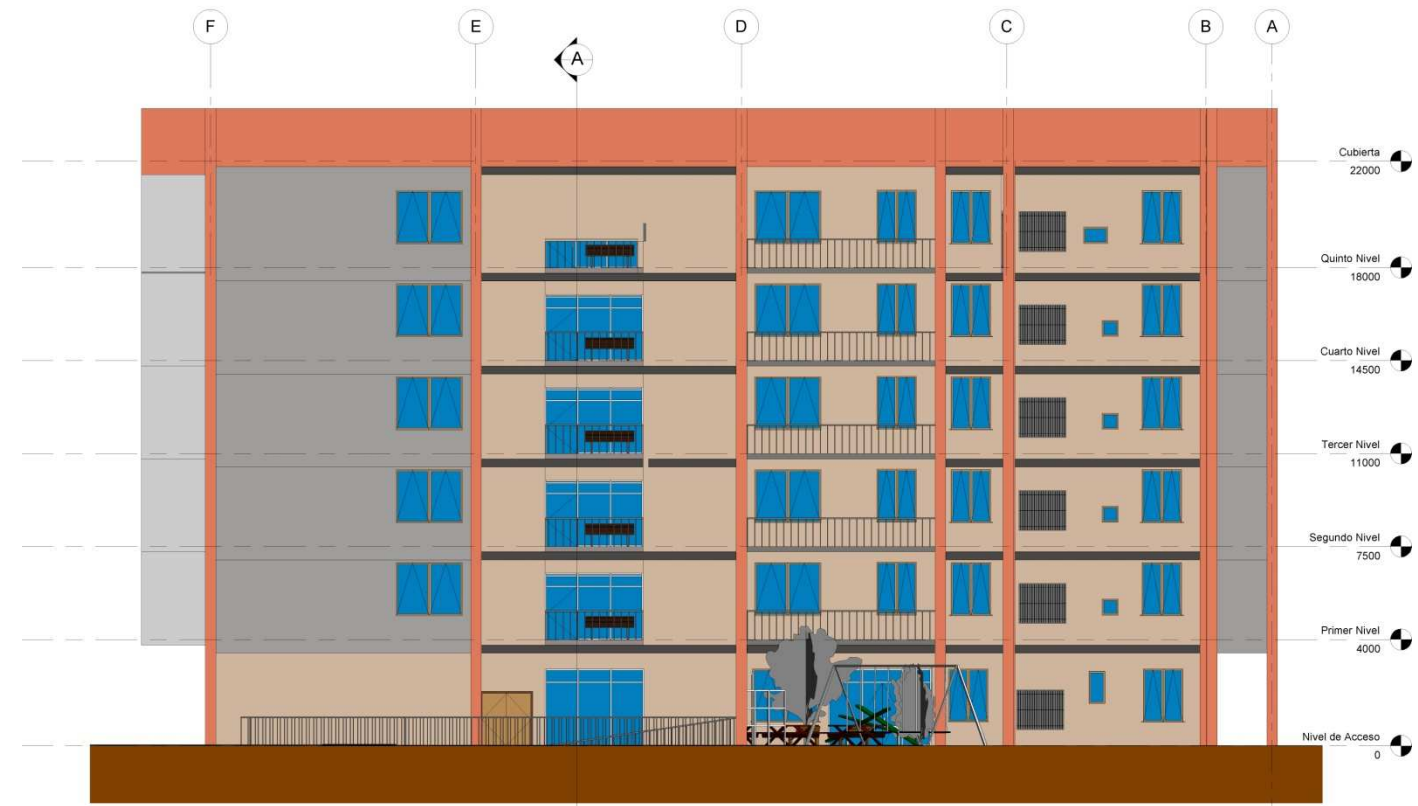 F
E
D
C
B
A
A
Cubierta
22000
Quinto Nivel
18000
Cuarto Nivel
14500
Tercer Nivel
11000
Segundo Nivel
7500
Primer Nivel
4000
Nivel de Acceso
0